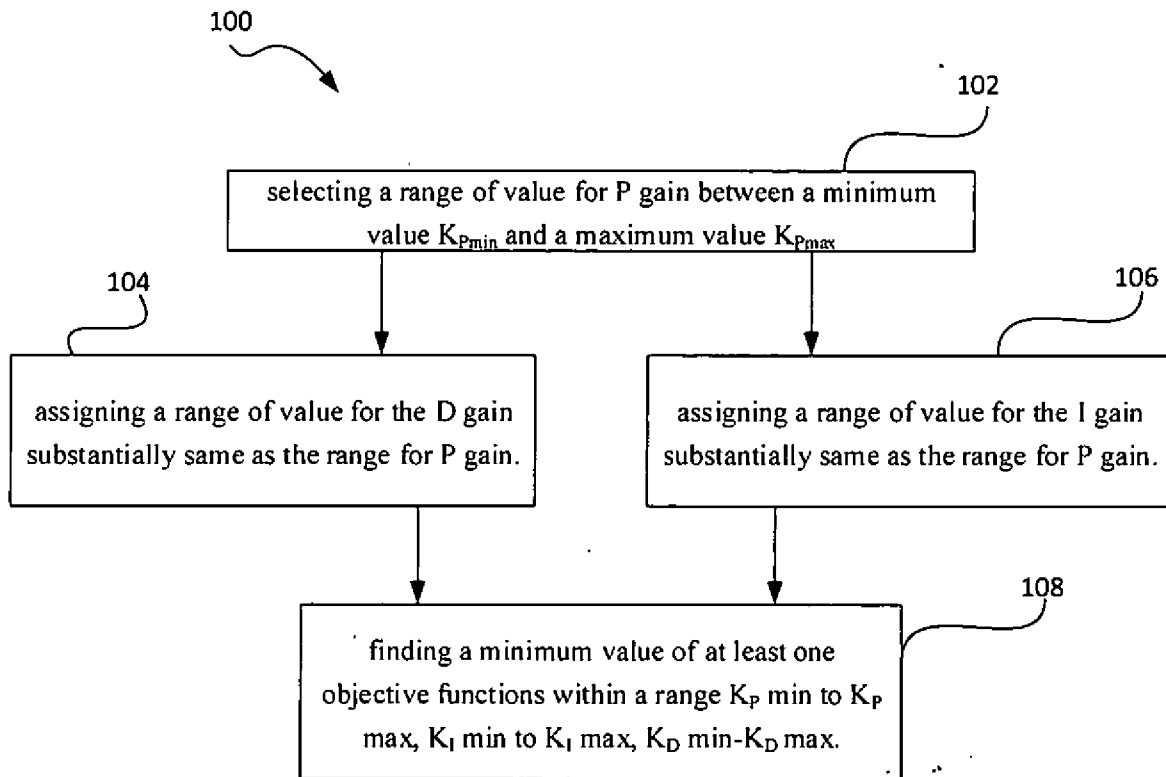 100
102
selecting a range of value for P gain between a minimum
value K_Pmin and a maximum value K_Pmax
104
106
assigning a range of value for the D gain
substantially same as the range for P gain.
assigning a range of value for the I gain
substantially same as the range for P gain.
108
finding a minimum value of at least one
objective functions within a range K_P min to K_P
max, K_I min to K_I max, K_D min-K_D max.